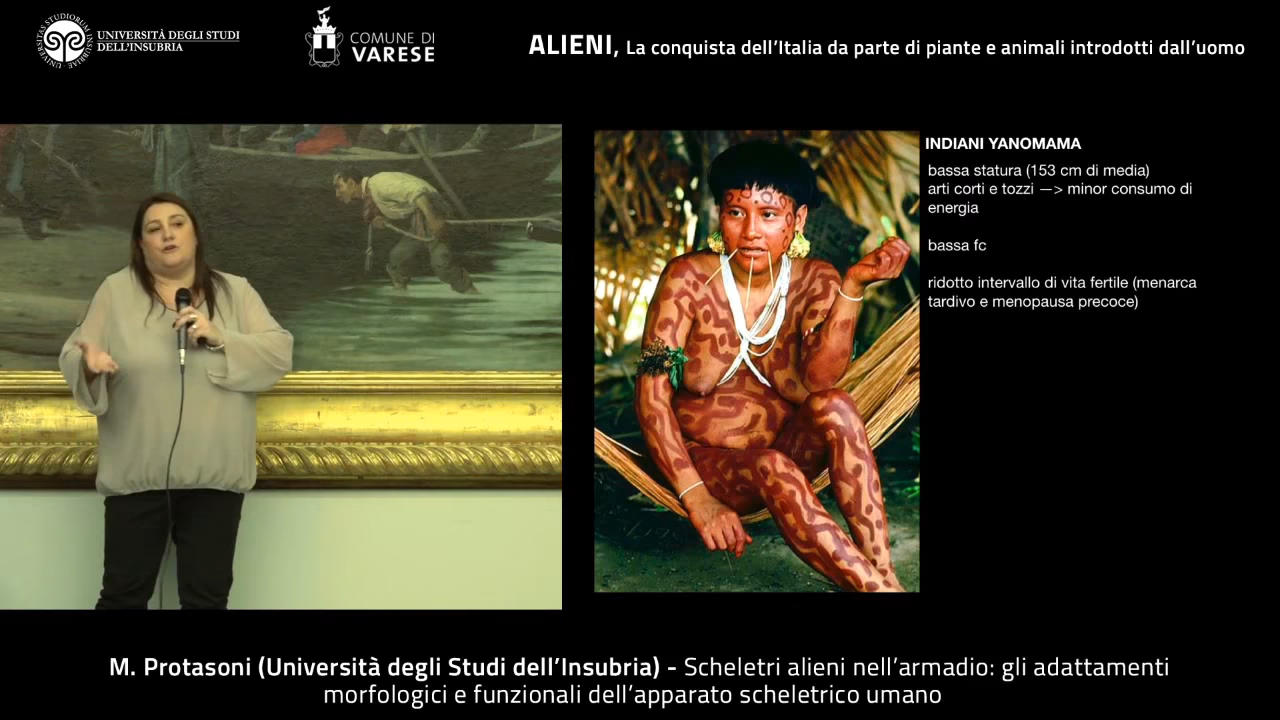 UNIVERSITÀ DEGLI STUDI
DELL'INSUBRIA
COMUNE DI
VARESE
ALIENI, La conquista dell'Italia da parte di piante e animali introdotti dall'uomo
INDIANI YANOMAMA
bassa statura (153 cm di media)
arti corti e tozzi —> minor consumo di
energia
bassa fc
ridotto intervallo di vita fertile (menarca
tardivo e menopausa precoce)
M. Protasoni (Università degli Studi dell'Insubria) - Scheletri alieni nell'armadio: gli adattamenti
morfologici e funzionali dell'apparato scheletrico umano